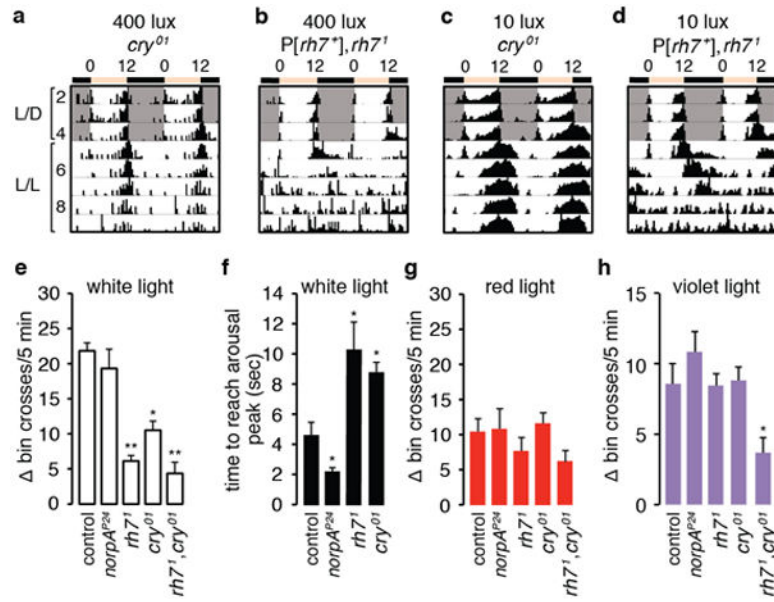 a b c d
400 lux 400 lux 10 lux 10 lux
cry⁰¹ P[rh7⁺],rh7¹ cry⁰¹ P[rh7⁺],rh7¹
0 12 0 12 0 12 0 12 0 12 0 12 0 12 0 12
L/D 2
4
L/L 6
8
e
white light
Δ bin crosses/5 min
30
25
20
15
10
5
0
** * **
control norpAᴾ²⁴ rh7¹ cry⁰¹ rh7¹,cry⁰¹
f
white light
time to reach arousal
peak (sec)
14
12
10
8
6
4
2
0
* * *
control norpAᴾ²⁴ rh7¹ cry⁰¹
g
red light
Δ bin crosses/5 min
30
25
20
15
10
5
0
control norpAᴾ²⁴ rh7¹ cry⁰¹ rh7¹,cry⁰¹
h
violet light
Δ bin crosses/5 min
15
10
5
0
*
control norpAᴾ²⁴ rh7¹ cry⁰¹ rh7¹,cry⁰¹